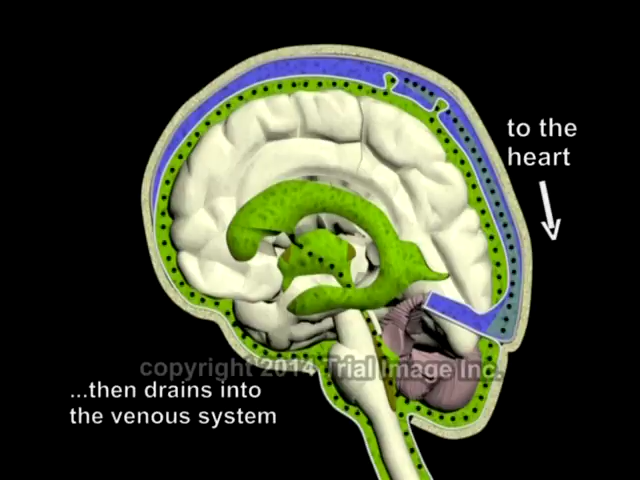 to the
heart
copyright 2014 Trial Image Inc.
...then drains into
the venous system